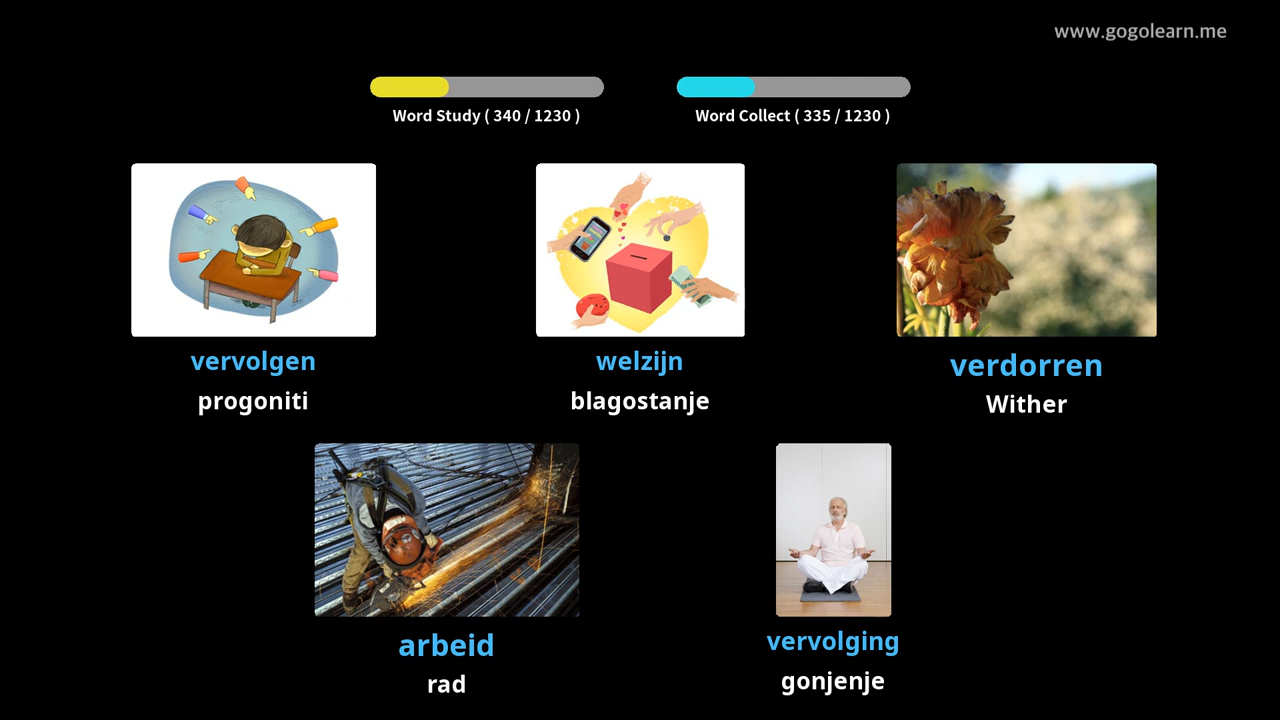 www.gogolearn.me
Word Study ( 340 / 1230 )
Word Collect ( 335 / 1230 )
vervolgen
progoniti
welzijn
blagostanje
verdorren
Wither
arbeid
rad
vervolging
gonjenje